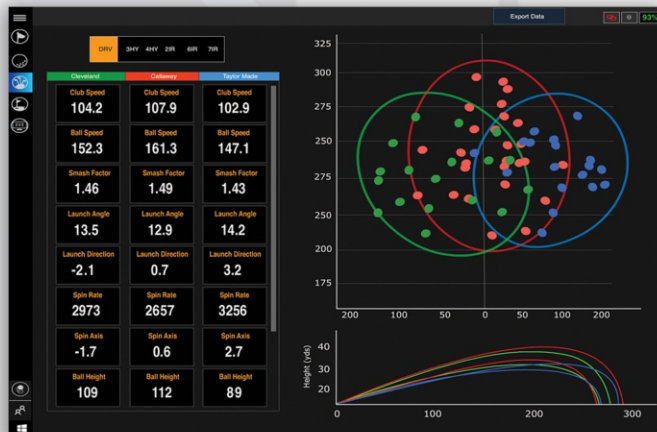 Export Data
93%
DRV 3HY 4HY 2IR 6IR 7IR
Cleveland Callaway Taylor Made
Club Speed Club Speed Club Speed
104.2 107.9 102.9
Ball Speed Ball Speed Ball Speed
152.3 161.3 147.1
Smash Factor Smash Factor Smash Factor
1.46 1.49 1.43
Launch Angle Launch Angle Launch Angle
13.5 12.9 14.2
Launch Direction Launch Direction Launch Direction
-2.1 0.7 3.2
Spin Rate Spin Rate Spin Rate
2973 2657 3256
Spin Axis Spin Axis Spin Axis
-1.7 0.6 2.7
Ball Height Ball Height Ball Height
109 112 89
325
300
275
250
275
250
225
200
175
200 100 50 0 50 100 200
Height (yds)
40
30
30
20
0 100 200 300